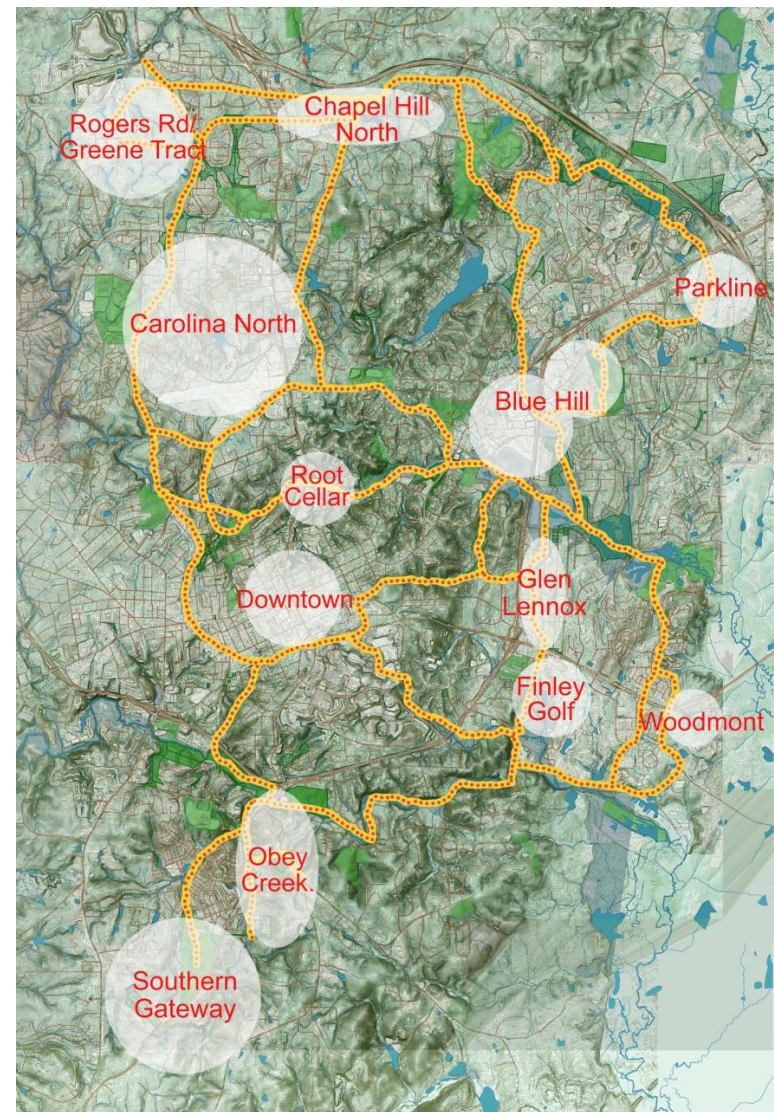 Chapel Hill
North
Rogers Rd/
Greene Tract
Parkline
Carolina North
Blue Hill
Root
Cellar
Glen
Lennox
Downtown
Finley
Golf
Woodmont
Obey
Creek.
Southern
Gateway